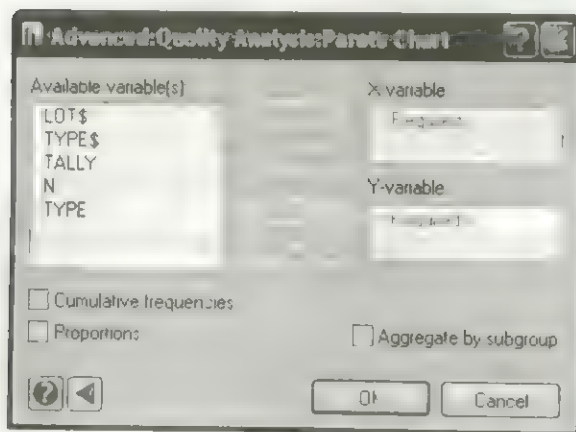 Advanced:Quality Analysis:Pareto Chart
Available variable(s)
LOT$
TYPE$
TALLY
N
TYPE
X-variable
Y-variable
Cumulative frequencies
Proportions
Aggregate by subgroup
OK
Cancel